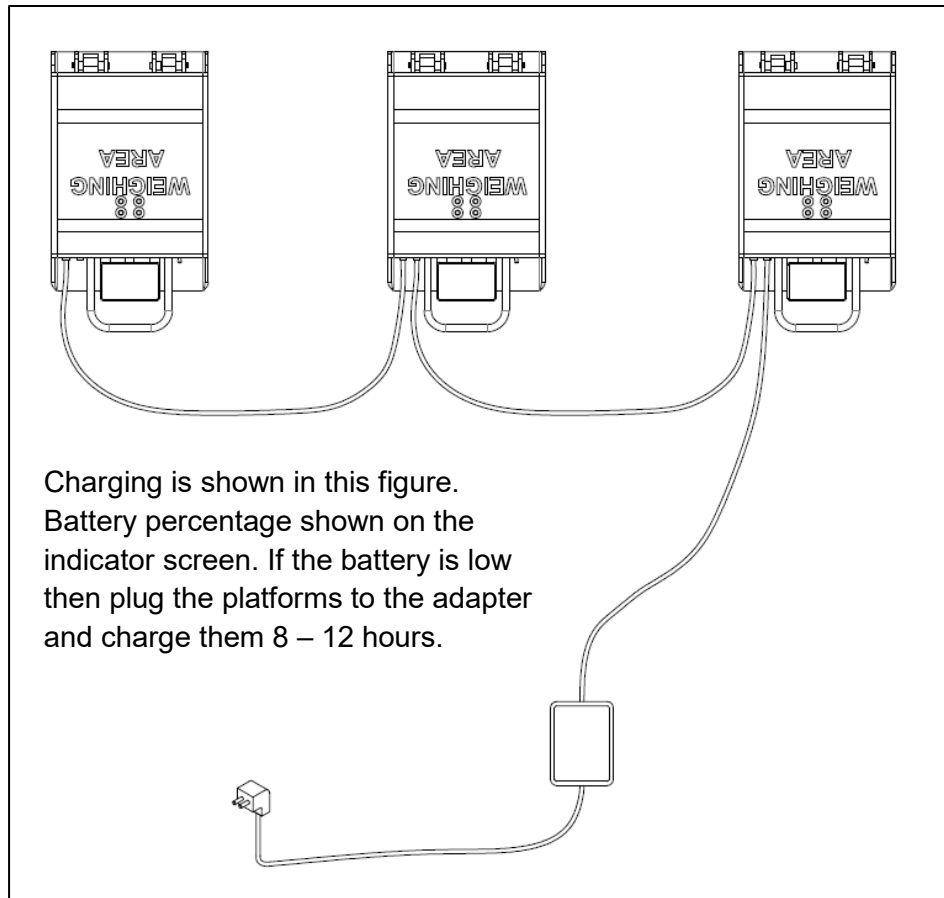 WEIGHING
AREA
WEIGHING
AREA
WEIGHING
AREA
Charging is shown in this figure.
Battery percentage shown on the
indicator screen. If the battery is low
then plug the platforms to the adapter
and charge them 8 – 12 hours.